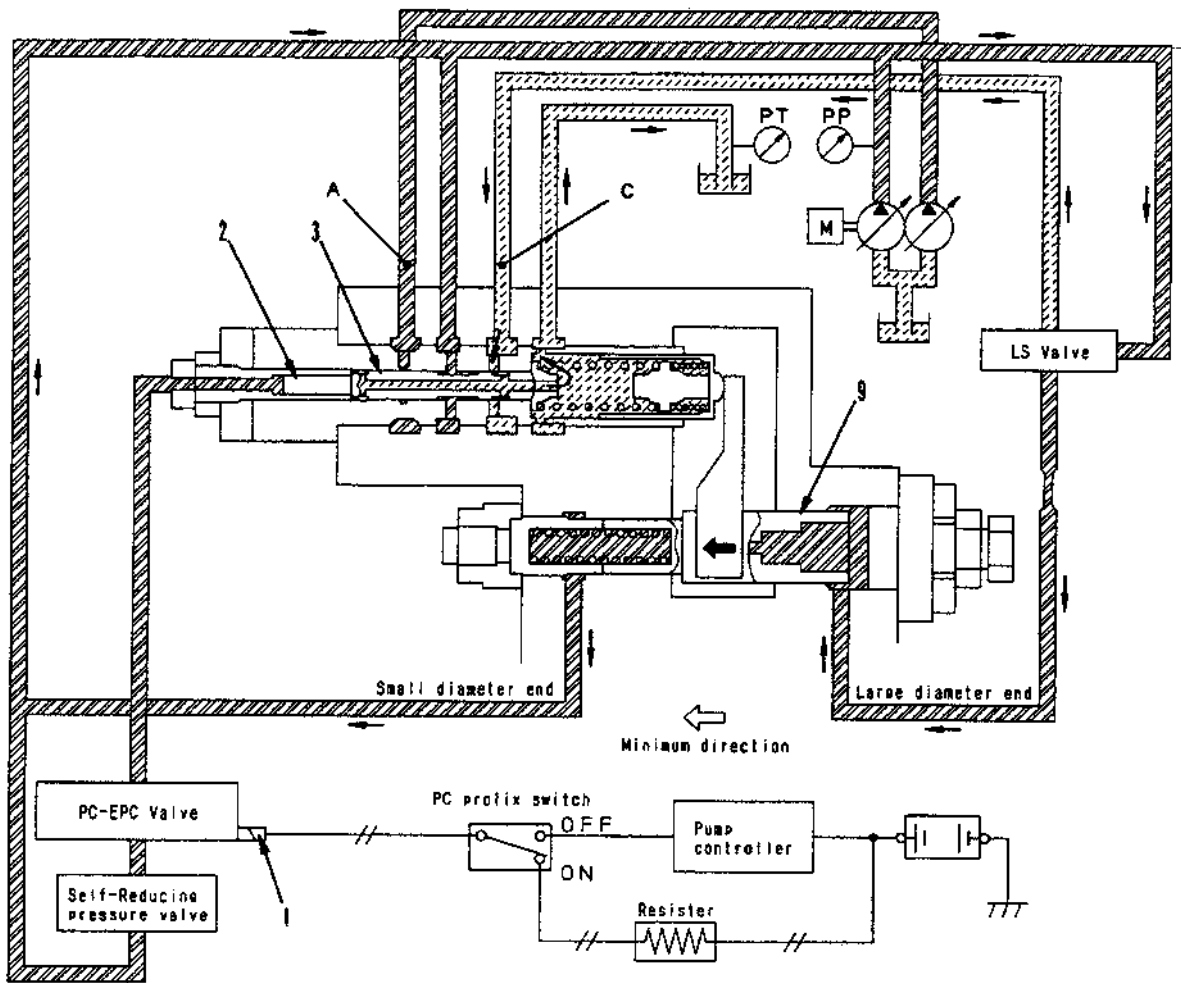 PT PP
A C
2 3
M
LS Valve
9
Small diameter end
Large diameter end
Minimum direction
PC-EPC Valve
PC profix switch
OFF
ON
Pump
controller
Self-Reducing
pressure valve
1
Resister